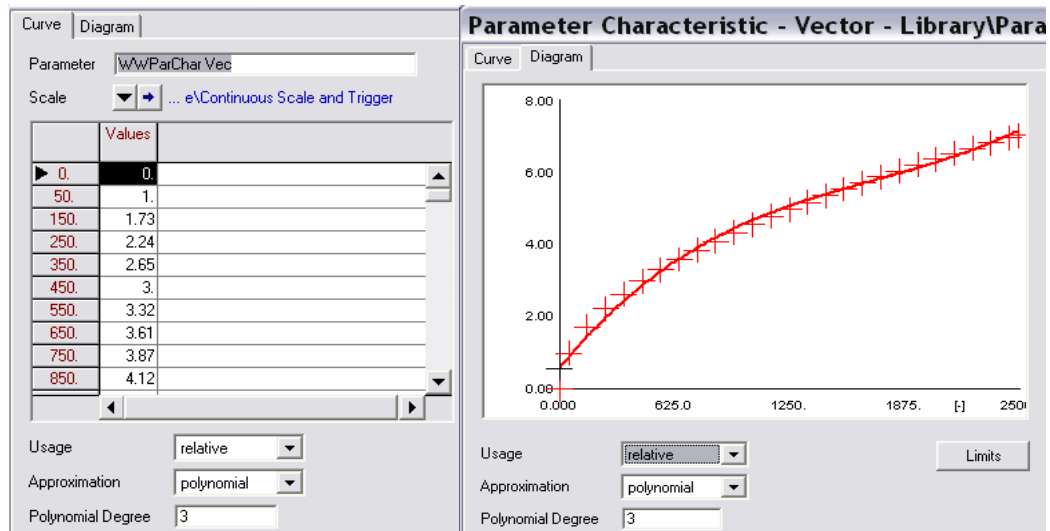 Curve Diagram
Parameter WWParChar Vec
Scale ... e\Continuous Scale and Trigger
Values
0. 0.
50. 1.
150. 1.73
250. 2.24
350. 2.65
450. 3.
550. 3.32
650. 3.61
750. 3.87
850. 4.12
Usage relative
Approximation polynomial
Polynomial Degree 3
Parameter Characteristic - Vector - Library\Para
Curve Diagram
8.00
6.00
4.00
2.00
0.00
0.000 625.0 1250. 1875. [-] 250
Usage relative Limits
Approximation polynomial
Polynomial Degree 3